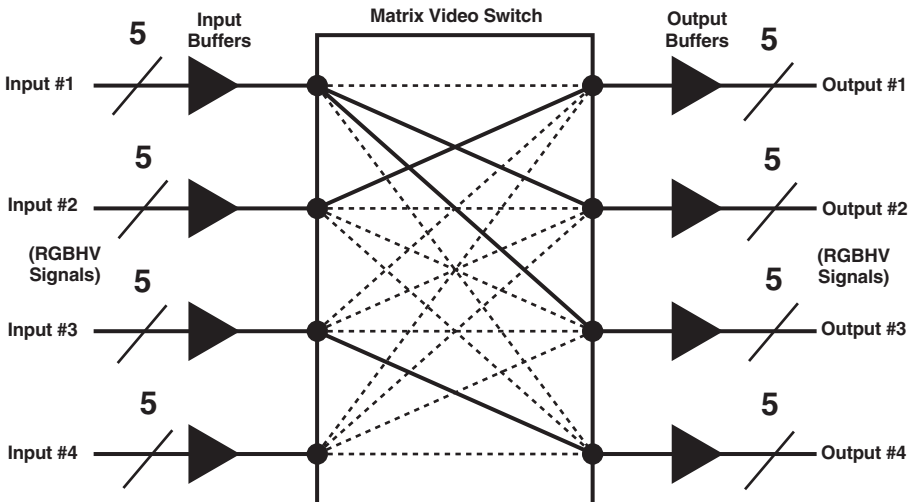 Matrix Video Switch
Input
Buffers
Output
Buffers
5
5
Input #1
Output #1
5
5
Input #2
Output #2
(RGBHV
Signals)
(RGBHV
Signals)
5
5
Input #3
Output #3
5
5
Input #4
Output #4